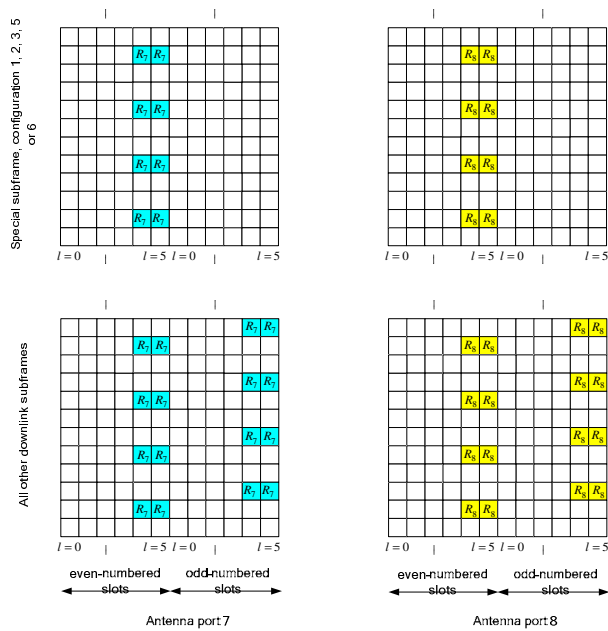 Special subframe, configuration 1, 2, 3, 5
or 6
R7 R7 R8 R8
R7 R7 R8 R8
R7 R7 R8 R8
R7 R7 R8 R8
l = 0 l = 5 l = 0 l = 5 l = 0 l = 5 l = 0 l = 5
All other downlink subframes
R7 R7 R8 R8
R7 R7 R8 R8
R7 R7 R8 R8
R7 R7 R8 R8
R7 R7 R8 R8
R7 R7 R8 R8
R7 R7 R8 R8
R7 R7 R8 R8
l = 0 l = 5 l = 0 l = 5 l = 0 l = 5 l = 0 l = 5
even-numbered odd-numbered even-numbered odd-numbered
slots slots slots slots
Antenna port 7 Antenna port 8